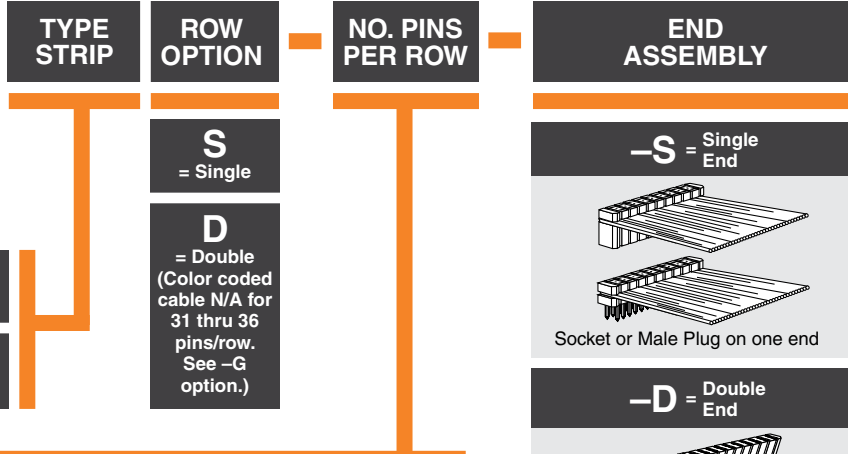 TYPE
STRIP
ROW
OPTION
NO. PINS
PER ROW
END
ASSEMBLY
S
= Single
D
= Double
(Color coded
cable N/A for
31 thru 36
pins/row.
See –G
option.)
–S = Single
End
Socket or Male Plug on one end
–D = Double
End